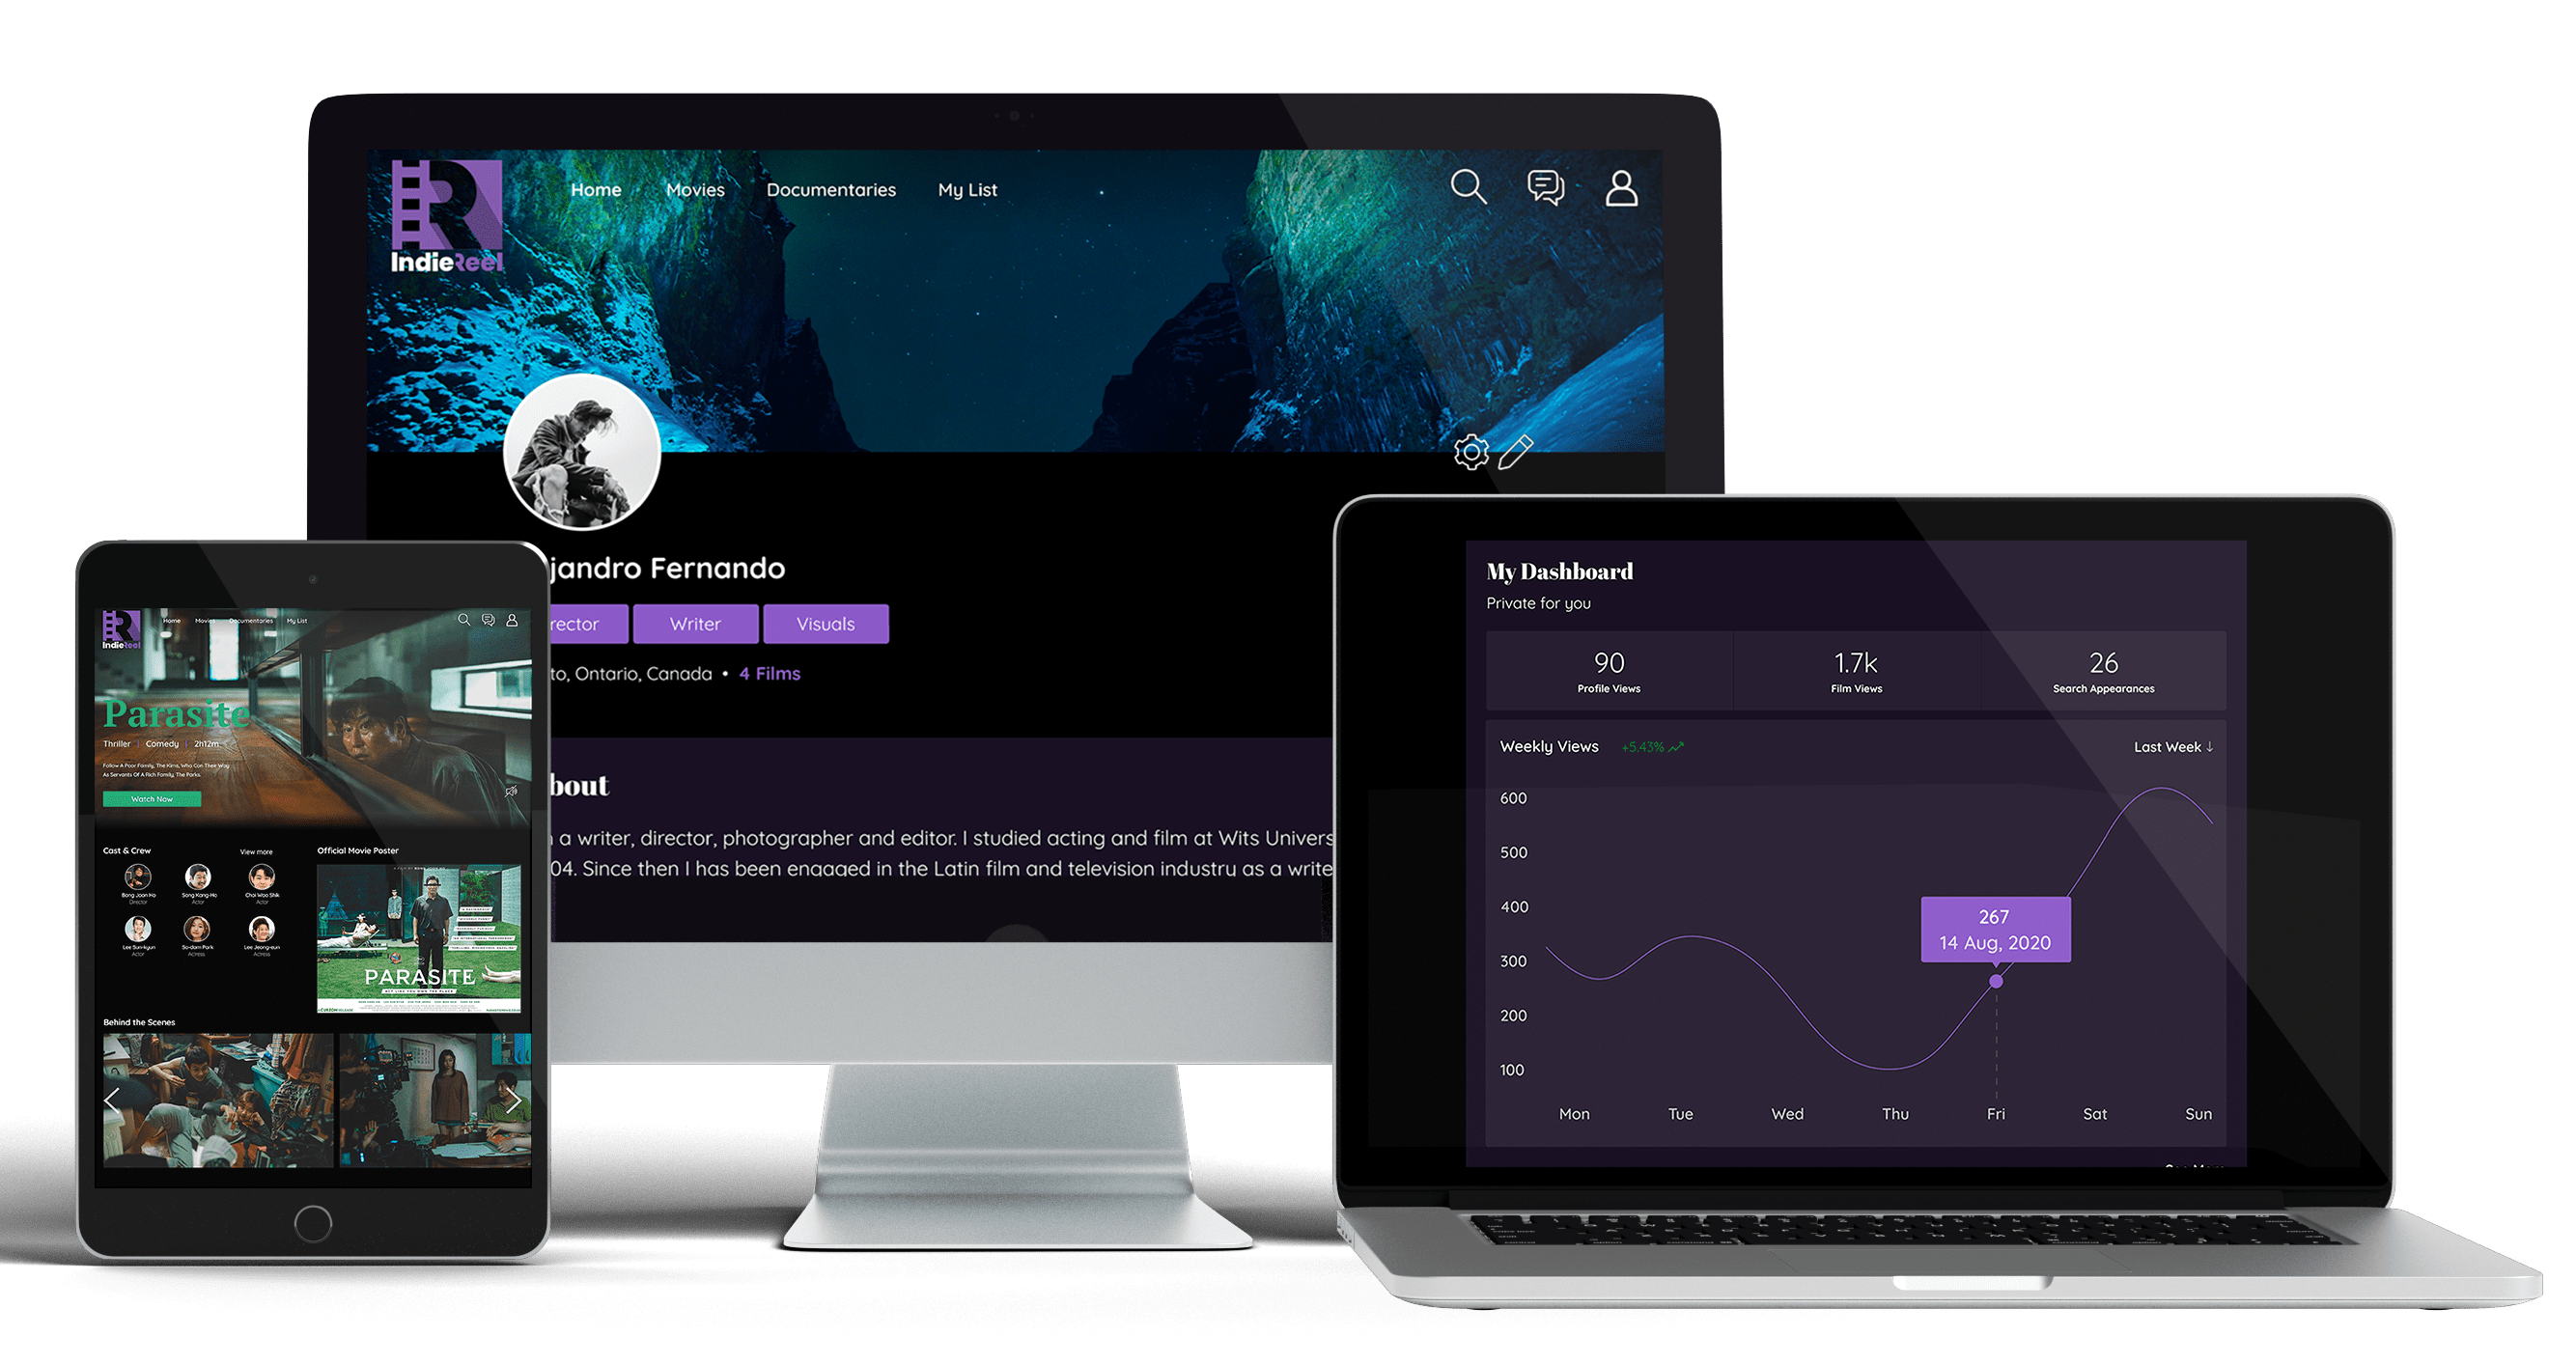 IndieReel
Home Movies Documentaries My List
jandro Fernando
rector Writer Visuals
to, Ontario, Canada • 4 Films
bout
a writer, director, photographer and editor. I studied acting and film at Wits Univers
04. Since then I has been engaged in the Latin film and television industru as a write
IndieReel
Home Movies Documentaries My List
Parasite
Thriller | Comedy | 2h12m
Follow A Poor Family, The Kims, Who Con Their Way
As Servants Of A Rich Family, The Parks.
Watch Now
Cast & Crew View more
Bong Joon Ho Song Kang-Ho Choi Woo Shik
Director Actor Actor
Lee Sun-kyun So-dam Park Lee Jeong-eun
Actor Actress Actress
Official Movie Poster
PARASITE
ACT LIKE YOU OWN THE PLACE
Behind the Scenes
My Dashboard
Private for you
90 1.7k 26
Profile Views Film Views Search Appearances
Weekly Views +5.43% Last Week ↓
600
500
400
300
200
100
267
14 Aug, 2020
Mon Tue Wed Thu Fri Sat Sun